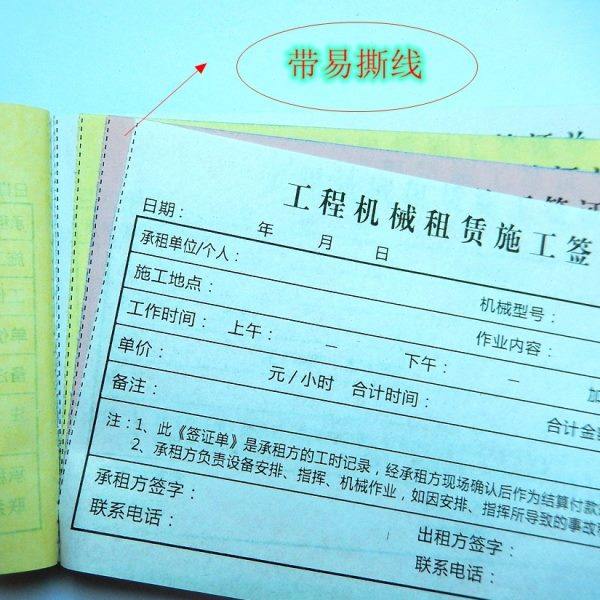 带易撕线
工程机械租赁施工签
日期： 年 月 日
承租单位/个人：
施工地点： 机械型号：
工作时间： 上午： — 下午： — 作业内容： 加
单价： 元/小时 合计时间： 合计金额
备注：
注：1、此《签证单》是承租方的工时记录，经承租方现场确认后作为结算付款
2、承租方负责设备安排、指挥、机械作业，如因安排、指挥所导致的事故
承租方签字： 出租方签字：
联系电话： 联系电话：